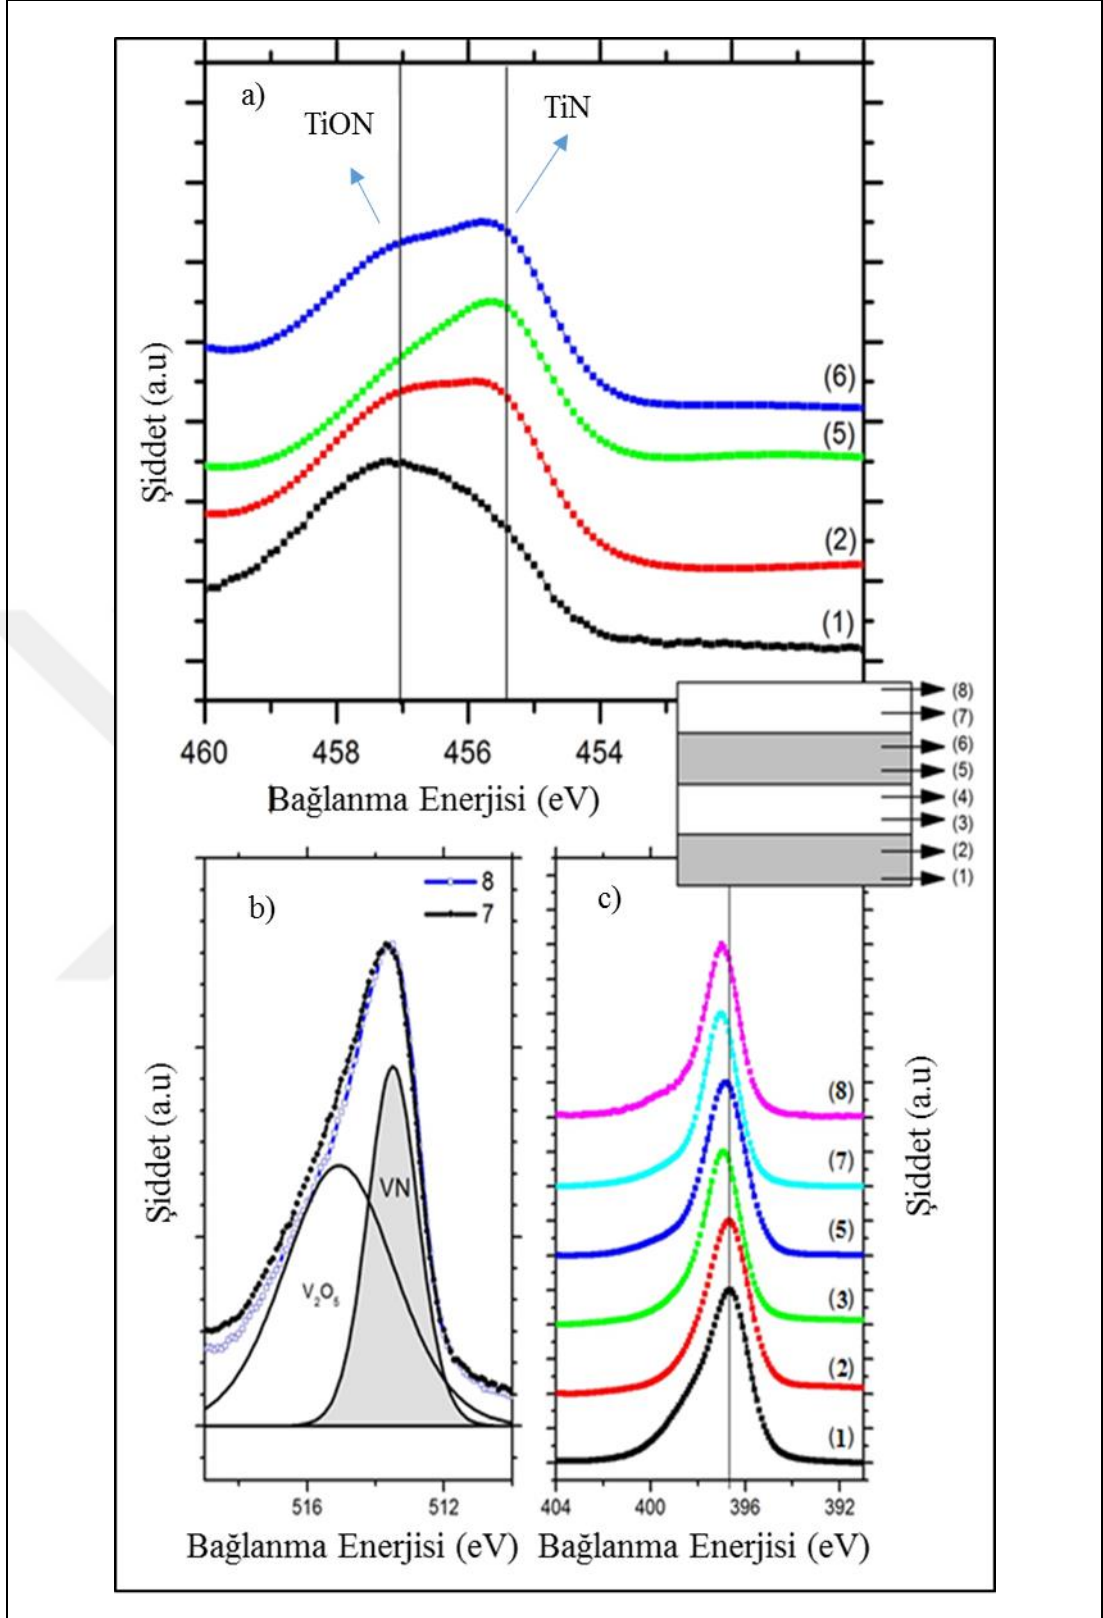 a)
TiON
TiN
Şiddet (a.u)
(6)
(5)
(2)
(1)
460 458 456 454
Bağlanma Enerjisi (eV)
(8)
(7)
(6)
(5)
(4)
(3)
(2)
(1)
b)
8
7
VN
V₂O₅
Şiddet (a.u)
516 512
Bağlanma Enerjisi (eV)
c)
(8)
(7)
(5)
(3)
(2)
(1)
Şiddet (a.u)
404 400 396 392
Bağlanma Enerjisi (eV)